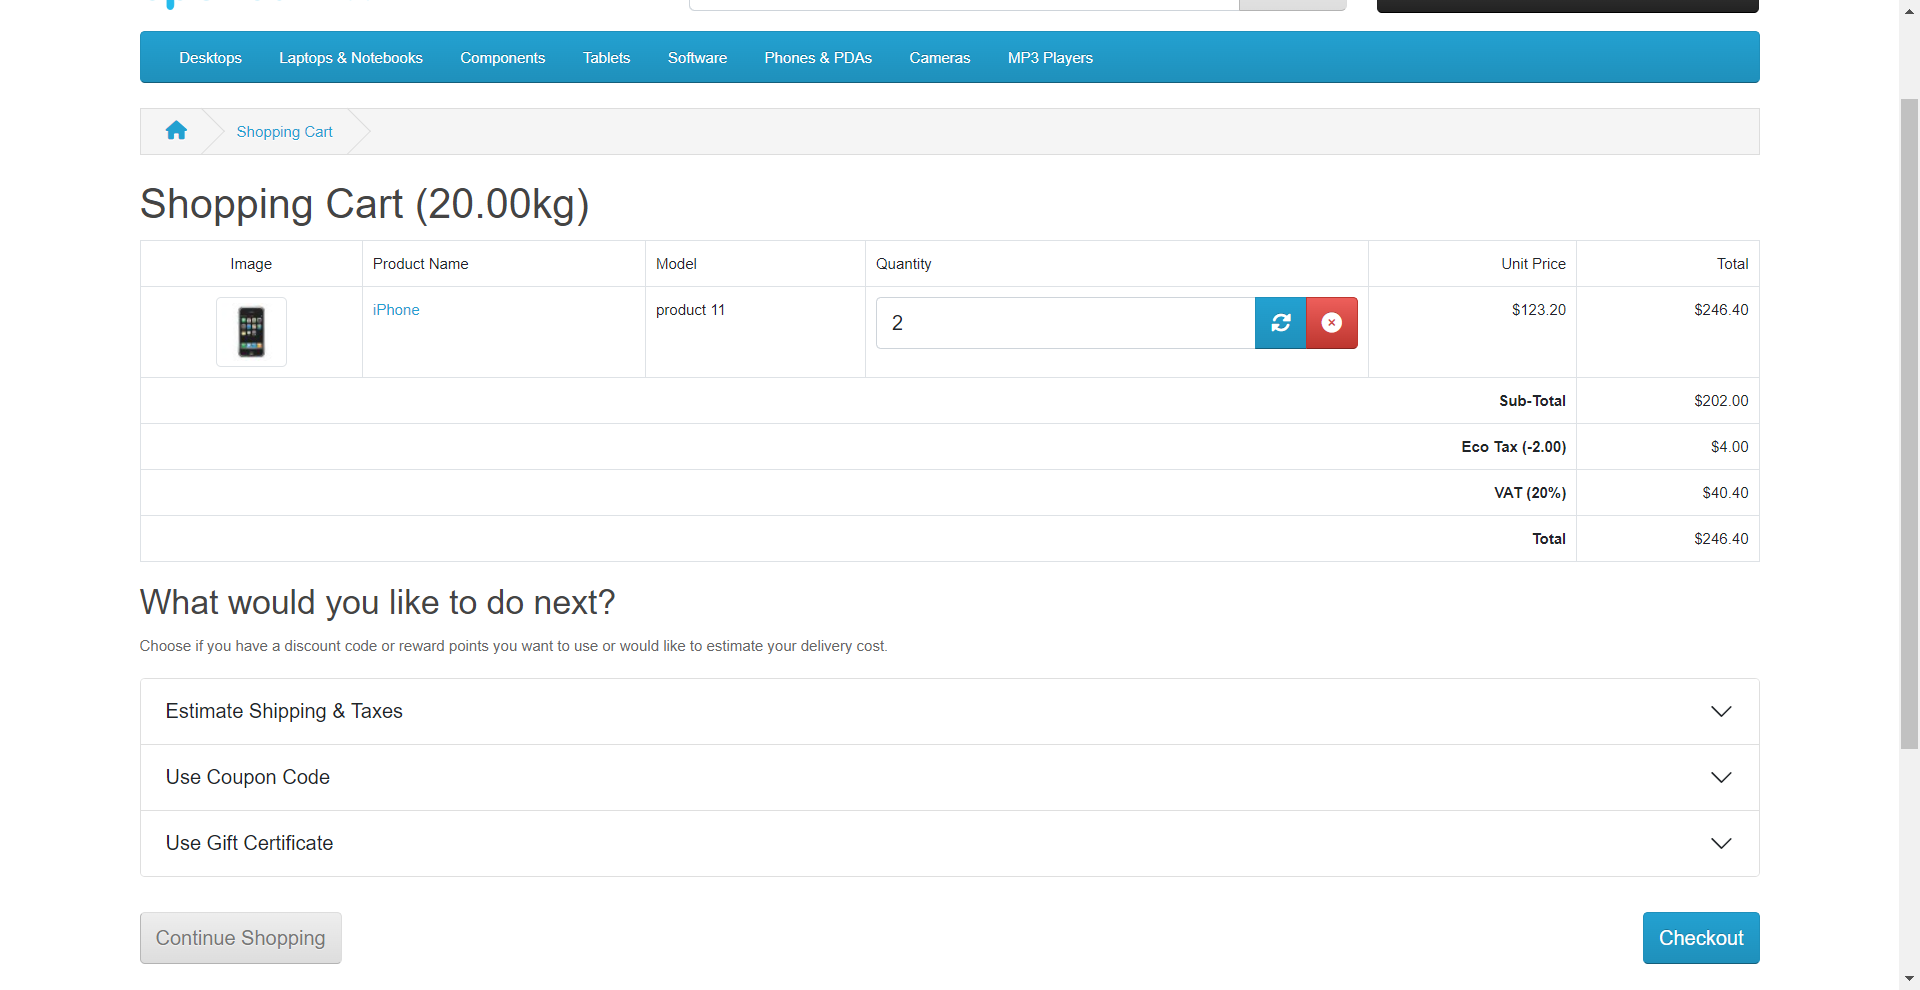 Desktops Laptops & Notebooks Components Tablets Software Phones & PDAs Cameras MP3 Players
Shopping Cart
Shopping Cart (20.00kg)
Image Product Name Model Quantity Unit Price Total
iPhone product 11 2 $123.20 $246.40
Sub-Total $202.00
Eco Tax (-2.00) $4.00
VAT (20%) $40.40
Total $246.40
What would you like to do next?
Choose if you have a discount code or reward points you want to use or would like to estimate your delivery cost.
Estimate Shipping & Taxes
Use Coupon Code
Use Gift Certificate
Continue Shopping Checkout